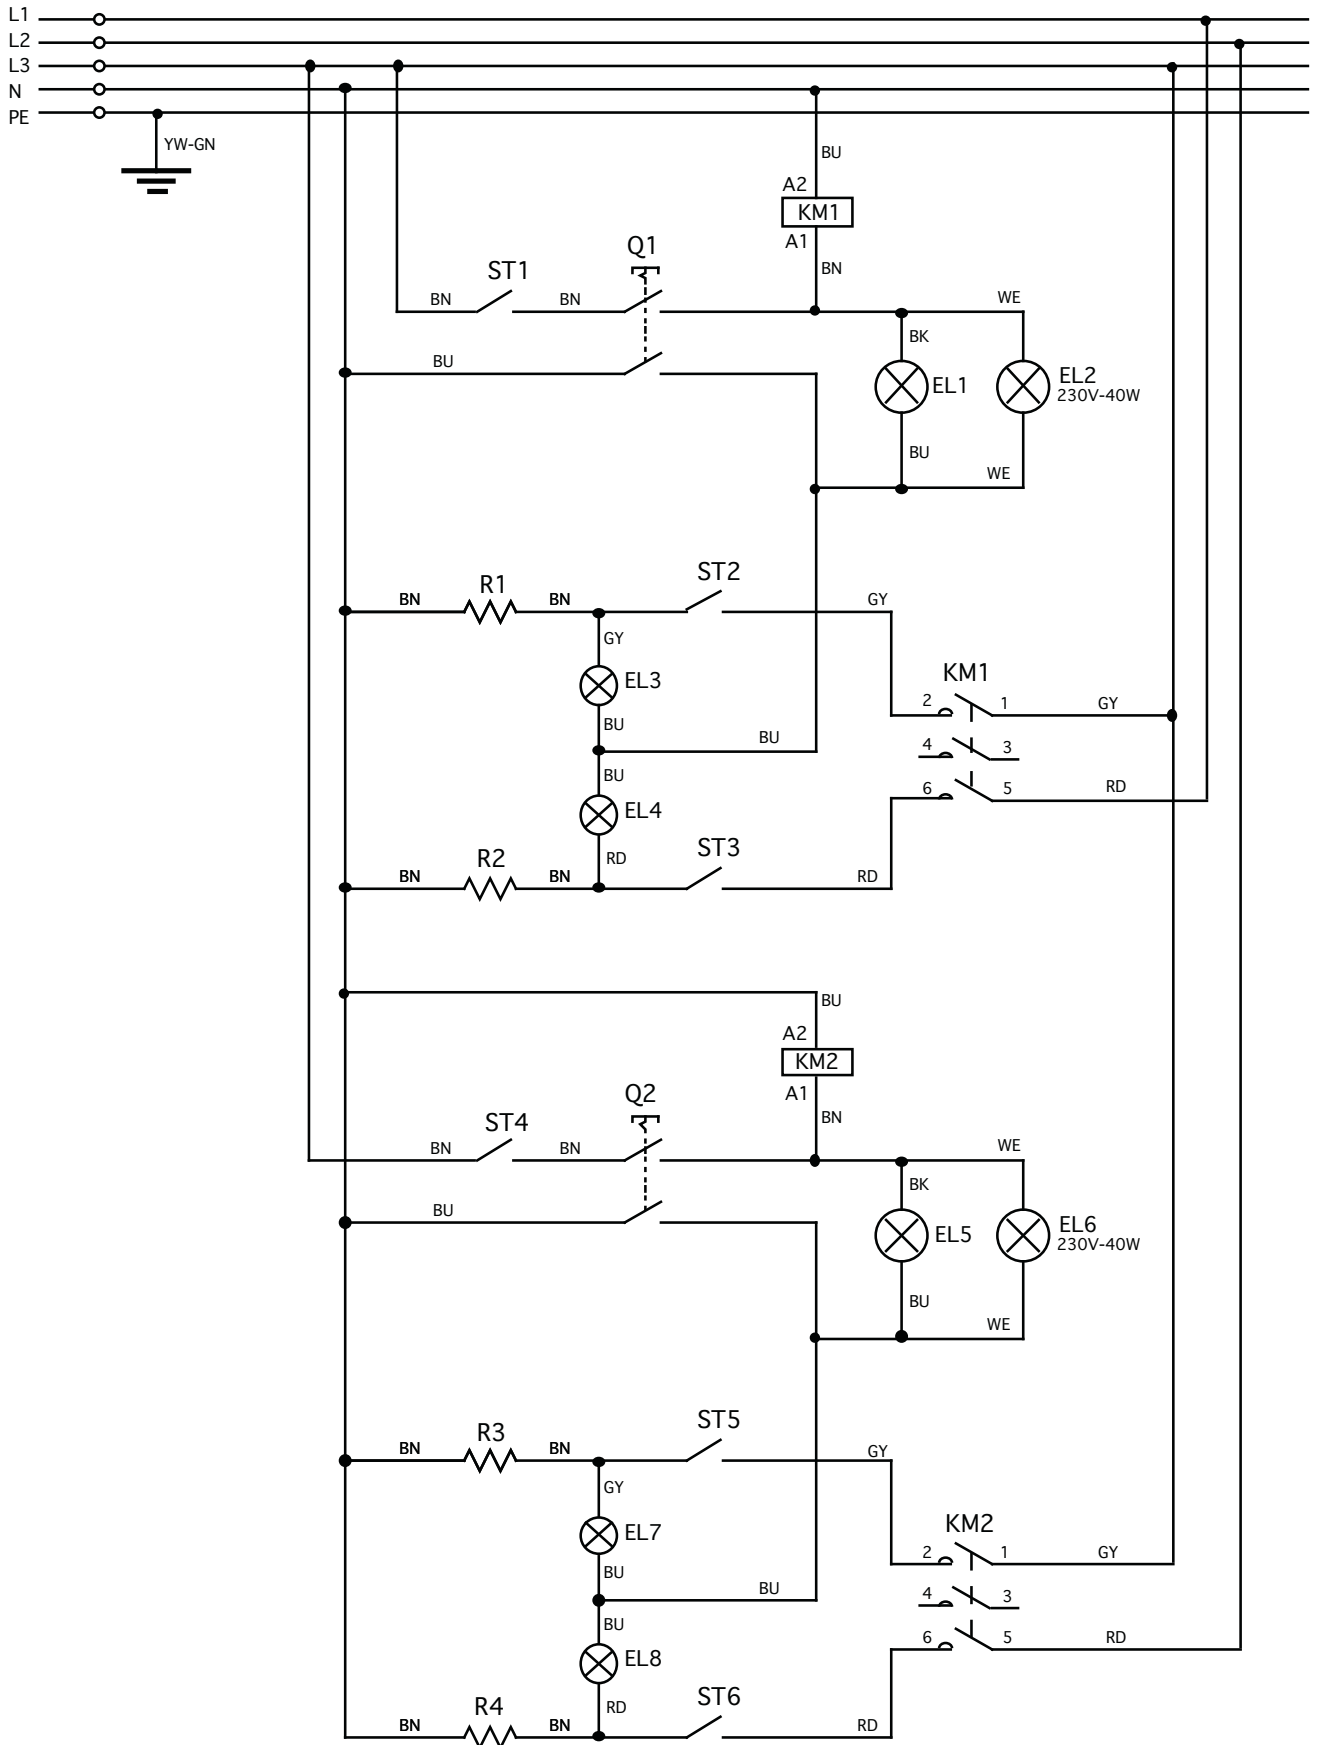 L1
L2
L3
N
PE
YW-GN
BU
A2
KM1
A1
Q1
BN
ST1
BN
BN
WE
BK
BU
EL1
EL2
230V-40W
BU
WE
ST2
R1
BN
BN
GY
GY
EL3
KM1
2
1
GY
BU
BU
4
3
BU
6
5
RD
EL4
ST3
R2
RD
BN
BN
RD
BU
A2
KM2
A1
Q2
BN
ST4
BN
BN
WE
BK
BU
EL5
EL6
230V-40W
BU
WE
ST5
R3
BN
BN
GY
GY
EL7
KM2
2
1
GY
BU
BU
4
3
BU
6
5
RD
EL8
ST6
R4
RD
BN
BN
RD